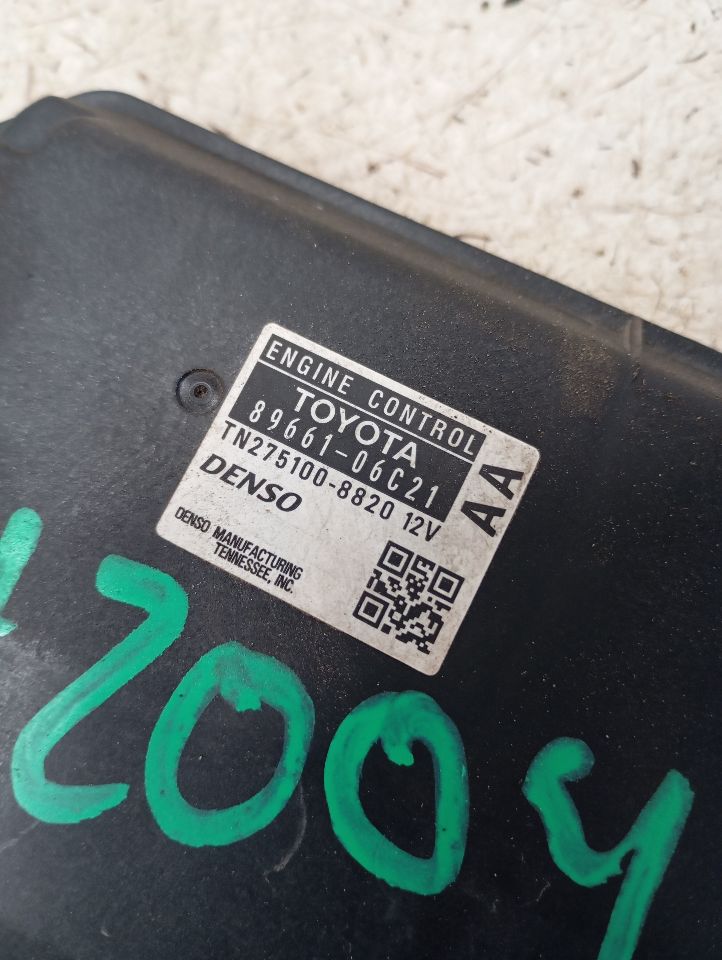 ENGINE CONTROL
TOYOTA
89661-06C21
TN275100-8820 12V
AA
DENSO
DENSO MANUFACTURING
TENNESSEE, INC.
2004